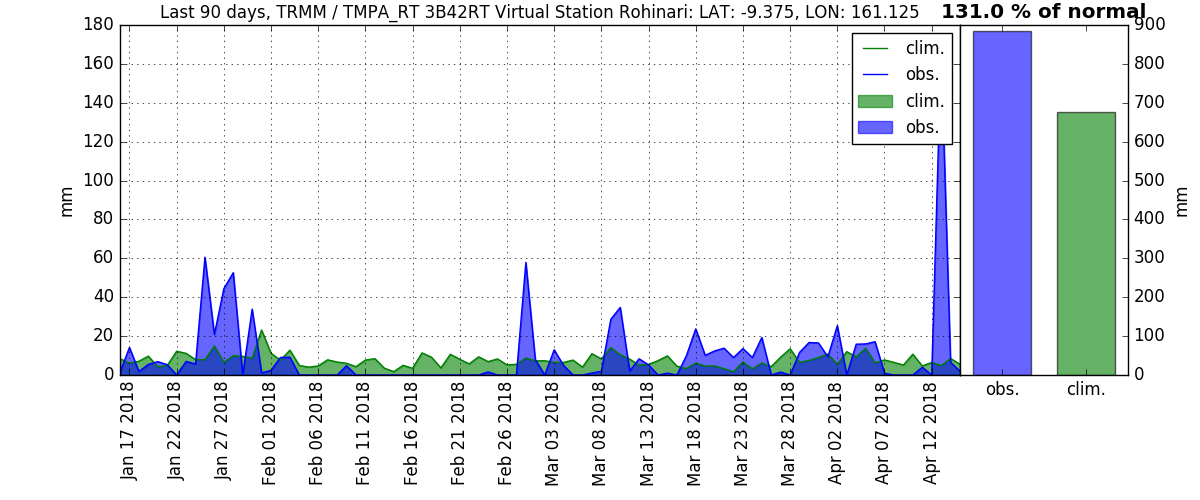 Last 90 days, TRMM / TMPA_RT 3B42RT Virtual Station Rohinari: LAT: -9.375, LON: 161.125
131.0 % of normal
180
160
140
120
100
80
60
40
20
0
mm
clim.
obs.
clim.
obs.
900
800
700
600
500
400
300
200
100
0
mm
obs.
clim.
Jan 17 2018
Jan 22 2018
Jan 27 2018
Feb 01 2018
Feb 06 2018
Feb 11 2018
Feb 16 2018
Feb 21 2018
Feb 26 2018
Mar 03 2018
Mar 08 2018
Mar 13 2018
Mar 18 2018
Mar 23 2018
Mar 28 2018
Apr 02 2018
Apr 07 2018
Apr 12 2018